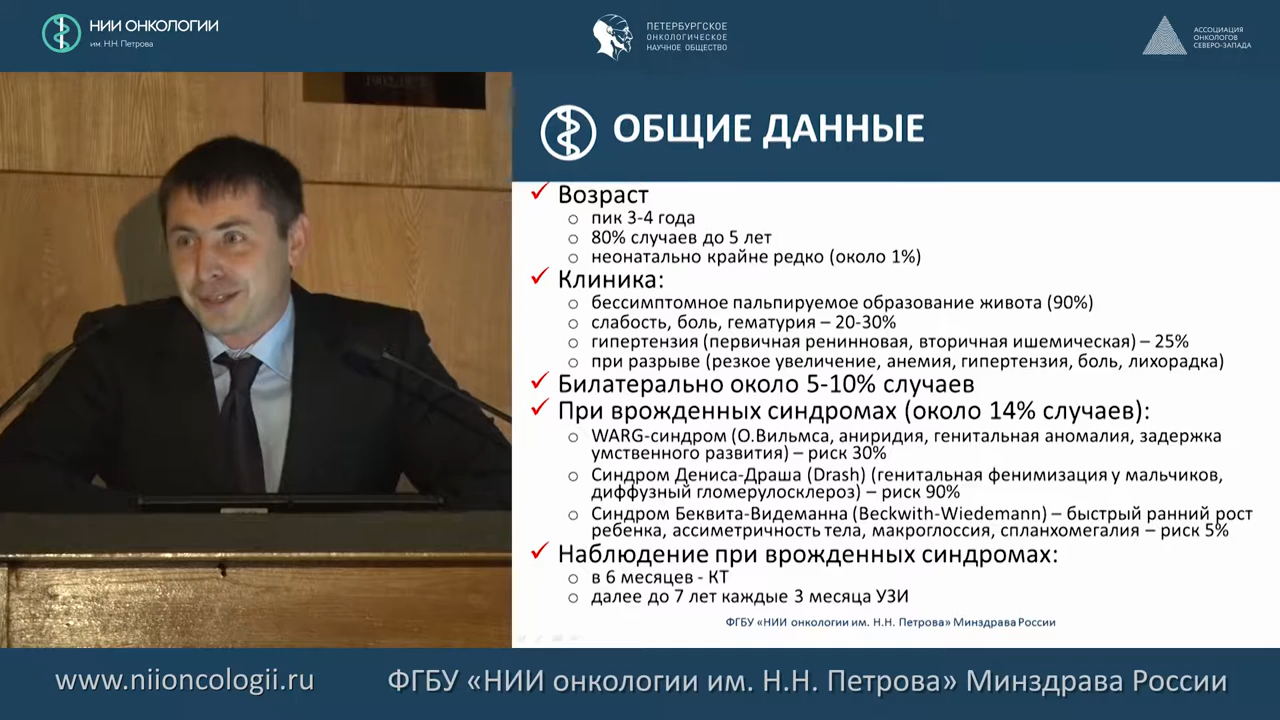 НИИ ОНКОЛОГИИ
им. Н.Н. Петрова
ПЕТЕРБУРГСКОЕ
ОНКОЛОГИЧЕСКОЕ
НАУЧНОЕ ОБЩЕСТВО
АССОЦИАЦИЯ
ОНКОЛОГОВ
СЕВЕРО-ЗАПАДА
ОБЩИЕ ДАННЫЕ
Возраст
пик 3-4 года
80% случаев до 5 лет
неонатально крайне редко (около 1%)
Клиника:
бессимптомное пальпируемое образование живота (90%)
слабость, боль, гематурия – 20-30%
гипертензия (первичная ренинновая, вторичная ишемическая) – 25%
при разрыве (резкое увеличение, анемия, гипертензия, боль, лихорадка)
Билатерально около 5-10% случаев
При врожденных синдромах (около 14% случаев):
WARG-синдром (О.Вильмса, аниридия, генитальная аномалия, задержка
умственного развития) – риск 30%
Синдром Дениса-Драша (Drash) (генитальная фенимизация у мальчиков,
диффузный гломерулосклероз) – риск 90%
Синдром Беквита-Видеманна (Beckwith-Wiedemann) – быстрый ранний рост
ребенка, ассиметричность тела, макроглоссия, спланхомегалия – риск 5%
Наблюдение при врожденных синдромах:
в 6 месяцев - КТ
далее до 7 лет каждые 3 месяца УЗИ
ФГБУ «НИИ онкологии им. Н.Н. Петрова» Минздрава России
www.niioncologii.ru
ФГБУ «НИИ онкологии им. Н.Н. Петрова» Минздрава России